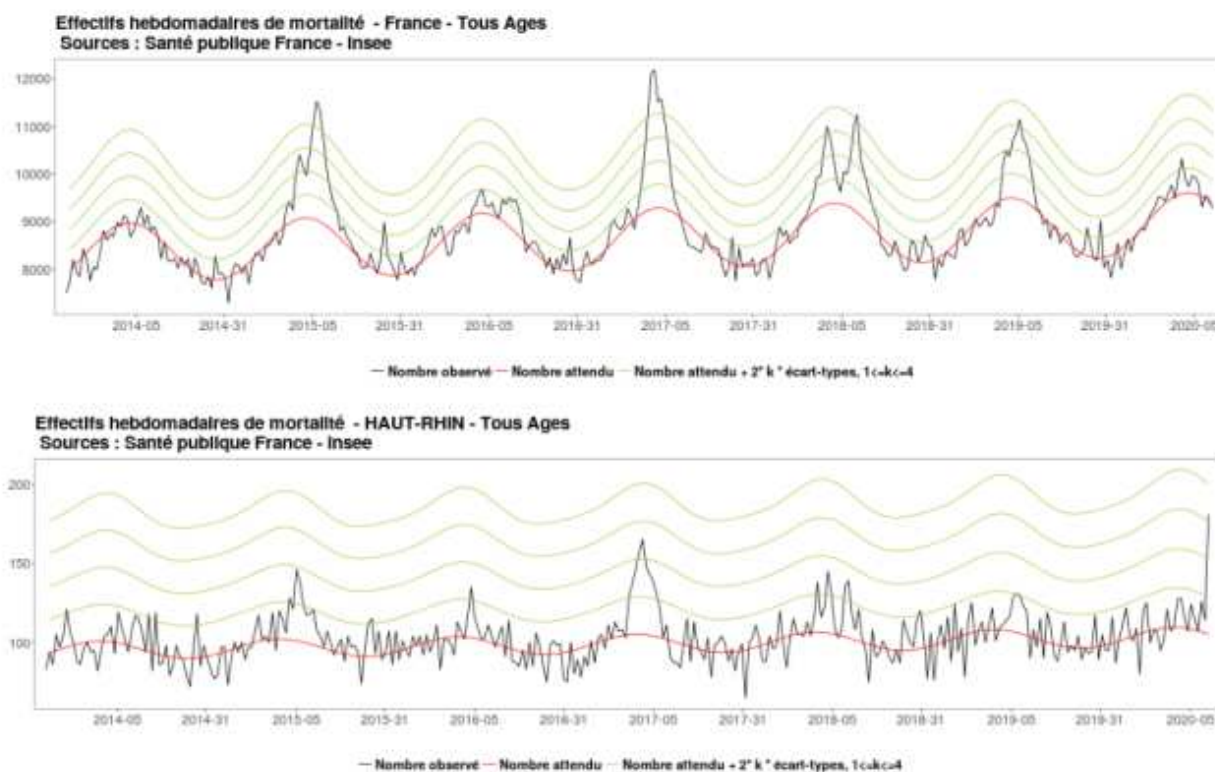 Effectifs hebdomadaires de mortalité - France - Tous Ages
Sources : Santé publique France - Insee
12000
11000
10000
9000
8000
2014-05 2014-31 2015-05 2015-31 2016-05 2016-31 2017-05 2017-31 2018-05 2018-31 2019-05 2019-31 2020-05
Nombre observé Nombre attendu Nombre attendu + 2* k * écart-types, 1<=k<=4
Effectifs hebdomadaires de mortalité - HAUT-RHIN - Tous Ages
Sources : Santé publique France - Insee
200
150
100
2014-05 2014-31 2015-05 2015-31 2016-05 2016-31 2017-05 2017-31 2018-05 2018-31 2019-05 2019-31 2020-05
Nombre observé Nombre attendu Nombre attendu + 2* k * écart-types, 1<=k<=4